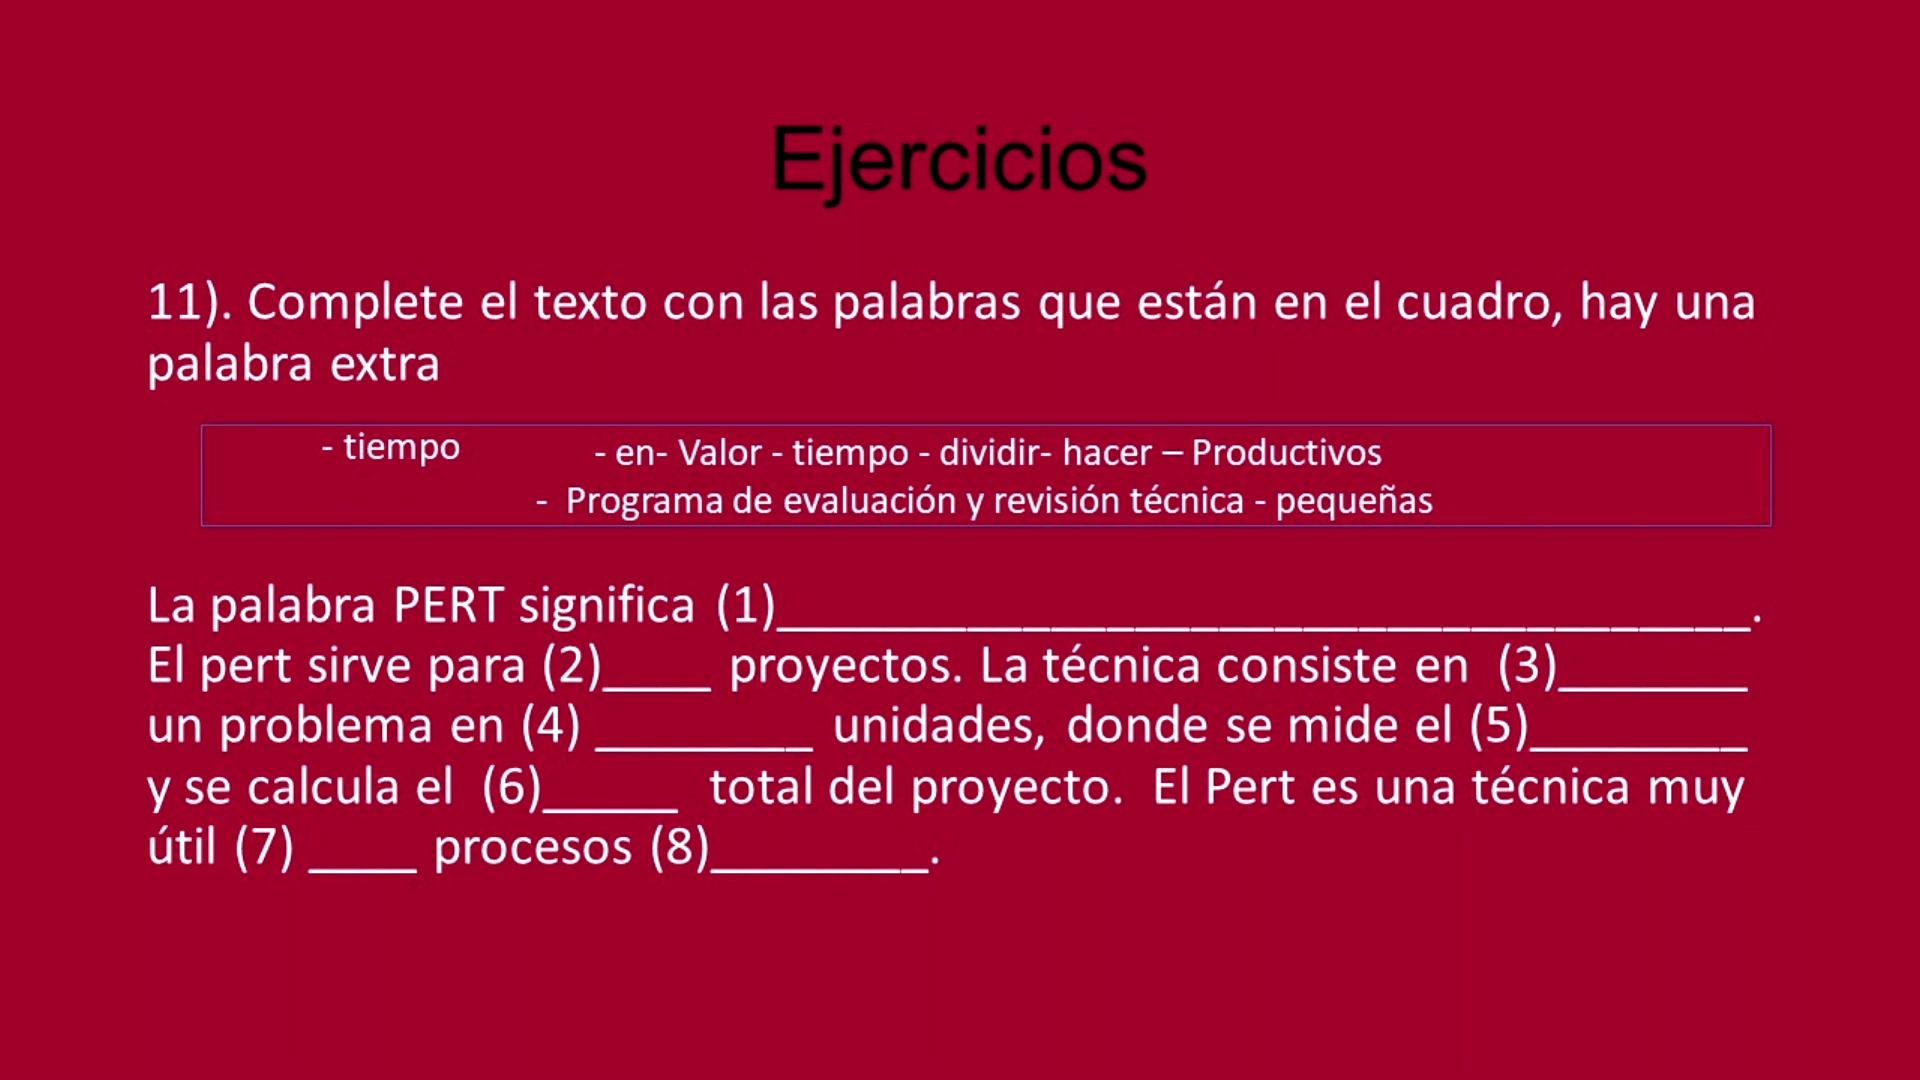 Ejercicios
11). Complete el texto con las palabras que están en el cuadro, hay una
palabra extra
- tiempo - en- Valor - tiempo - dividir- hacer – Productivos
- Programa de evaluación y revisión técnica - pequeñas
La palabra PERT significa (1)___________________________________.
El pert sirve para (2)____ proyectos. La técnica consiste en (3)_______
un problema en (4) ________ unidades, donde se mide el (5)________
y se calcula el (6)_____ total del proyecto. El Pert es una técnica muy
útil (7) ____ procesos (8)________.